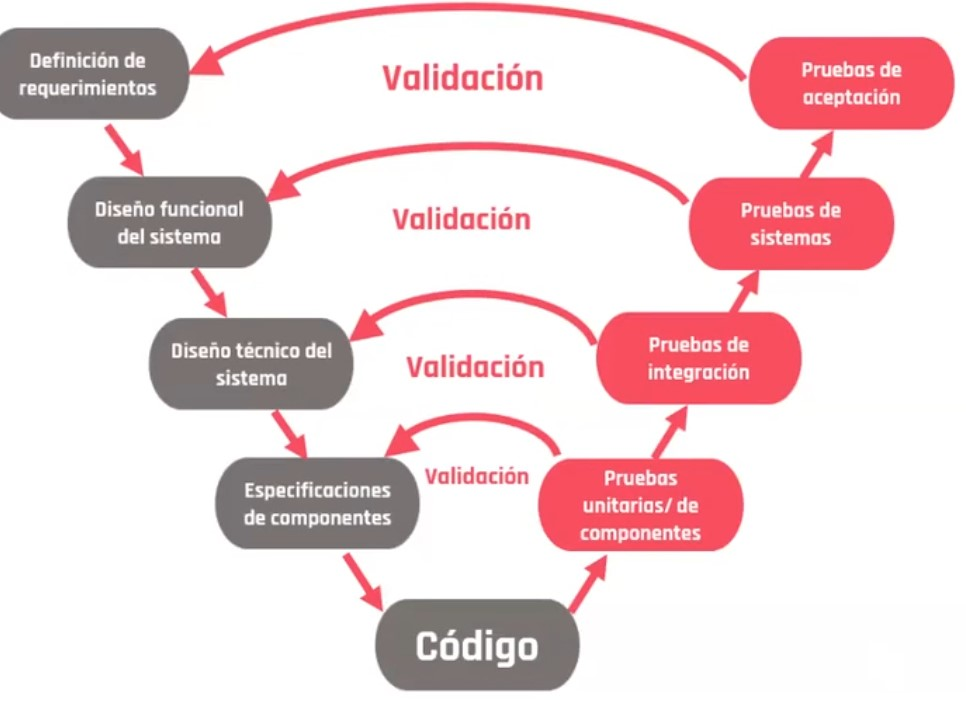 Definición de
requerimientos
Validación
Pruebas de
aceptación
Diseño funcional
del sistema
Validación
Pruebas de
sistemas
Diseño técnico del
sistema
Validación
Pruebas de
integración
Especificaciones
de componentes
Validación
Pruebas
unitarias/ de
componentes
Código